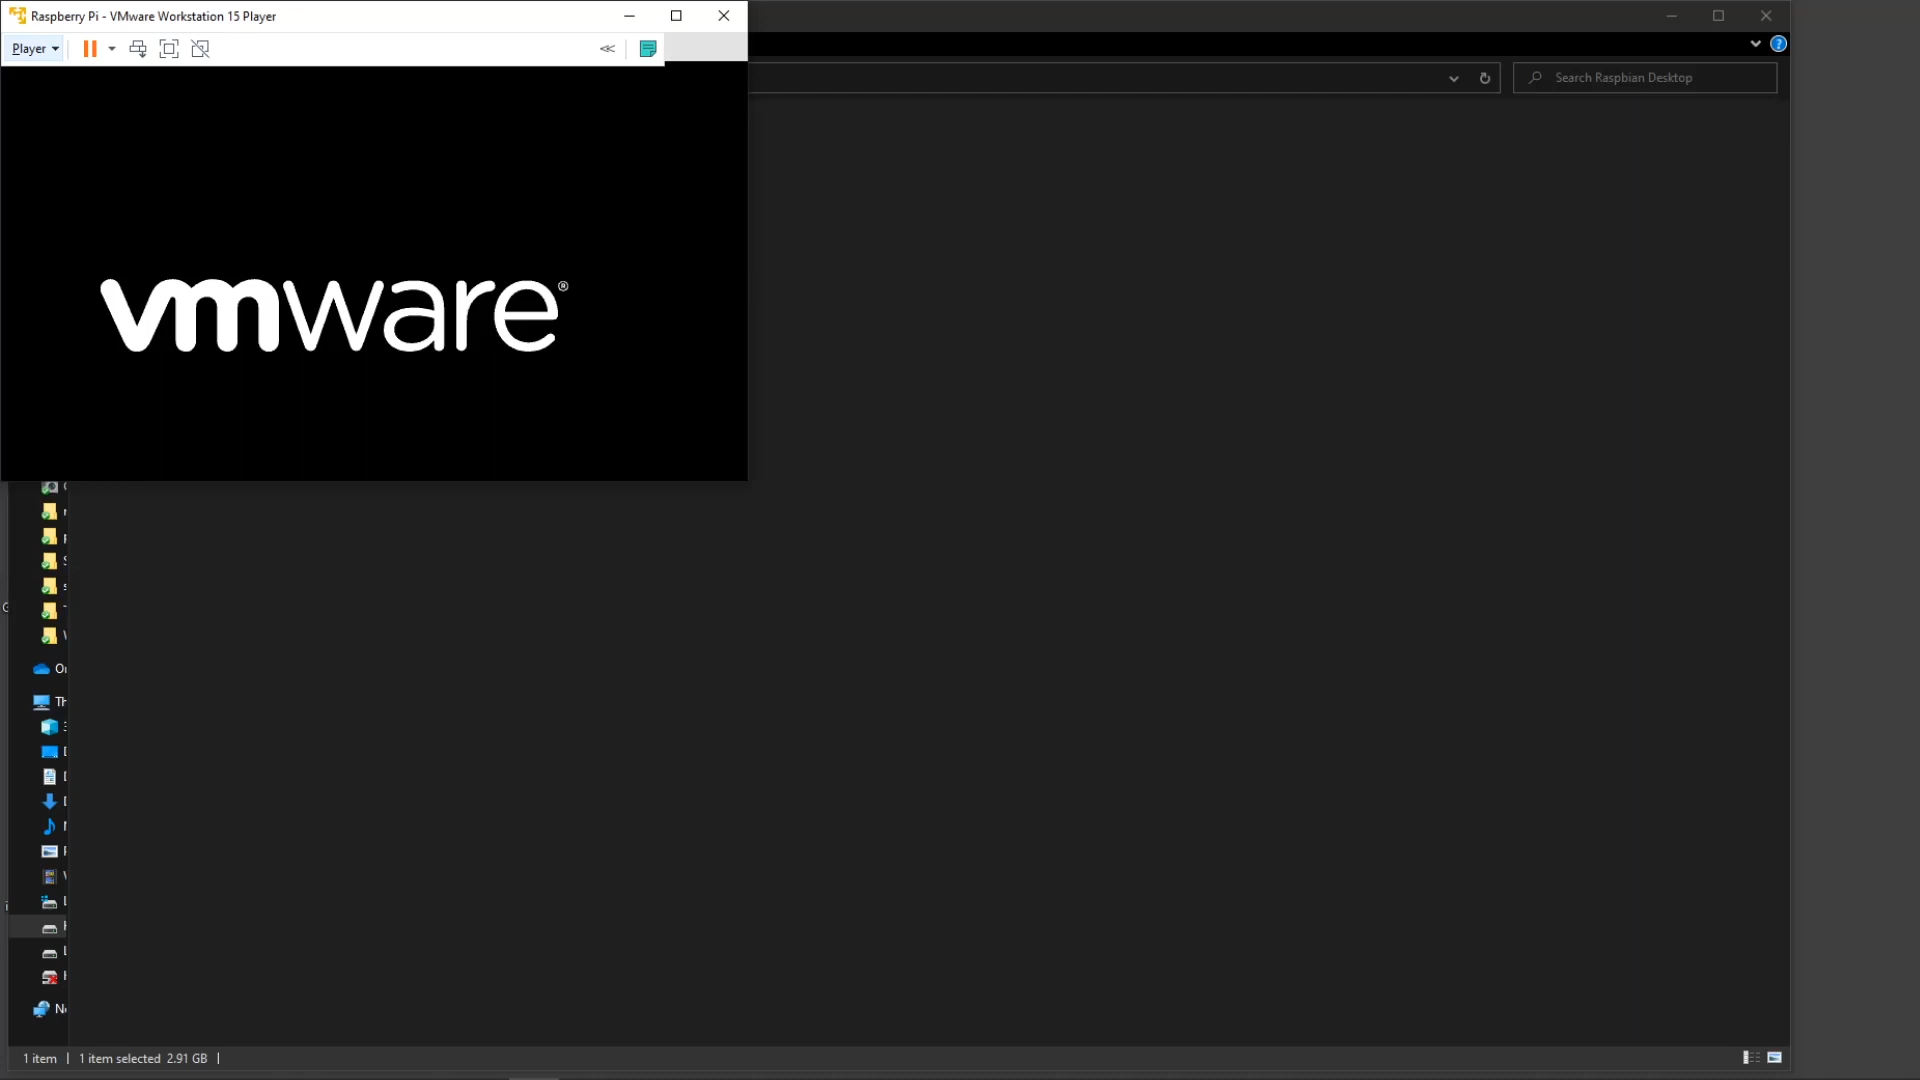 Raspberry Pi - VMware Workstation 15 Player
Player
Search Raspbian Desktop
vmware®
1 item | 1 item selected 2.91 GB |